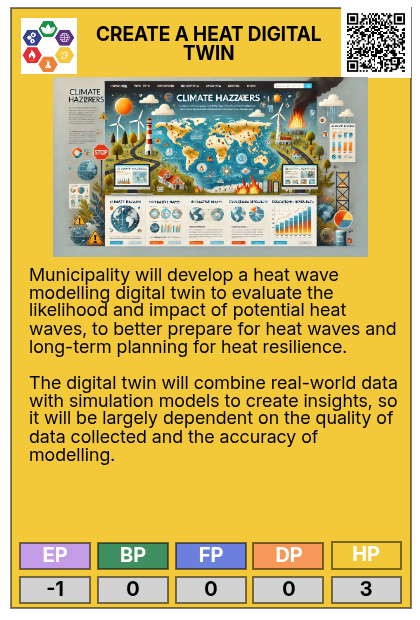 CREATE A HEAT DIGITAL
TWIN
CLIMATE
HAZZRERS
CLIMATE HAZZARERS
STOP
Municipality will develop a heat wave
modelling digital twin to evaluate the
likelihood and impact of potential heat
waves, to better prepare for heat waves and
long-term planning for heat resilience.
The digital twin will combine real-world data
with simulation models to create insights, so
it will be largely dependent on the quality of
data collected and the accuracy of
modelling.
EP BP FP DP HP
-1 0 0 0 3